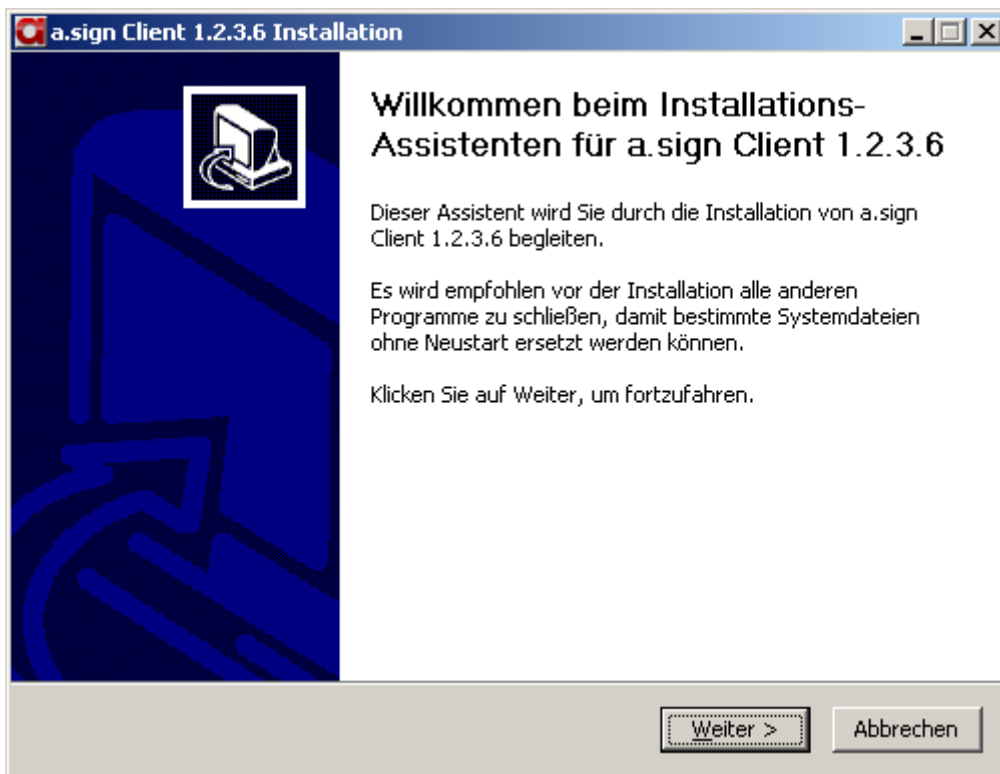 a.sign Client 1.2.3.6 Installation
Willkommen beim Installations-
Assistenten für a.sign Client 1.2.3.6
Dieser Assistent wird Sie durch die Installation von a.sign
Client 1.2.3.6 begleiten.
Es wird empfohlen vor der Installation alle anderen
Programme zu schließen, damit bestimmte Systemdateien
ohne Neustart ersetzt werden können.
Klicken Sie auf Weiter, um fortzufahren.
Weiter >
Abbrechen